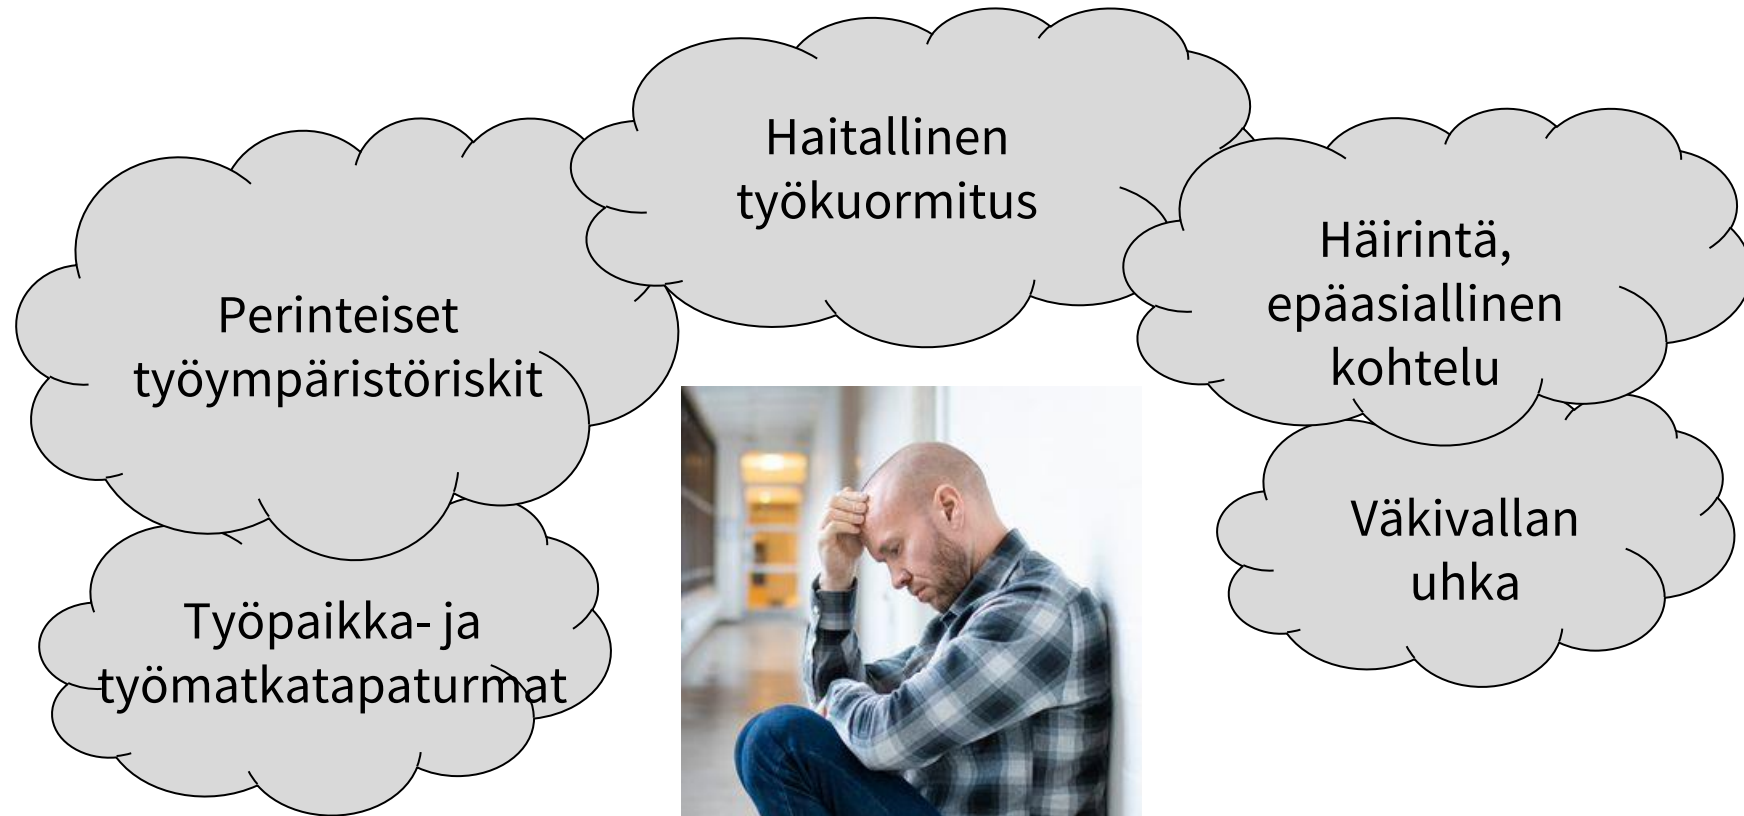 Haitallinen
työkuormitus
Häirintä,
epäasiallinen
kohtelu
Perinteiset
työympäristöriskit
Väkivallan
uhka
Työpaikka- ja
työmatkatapaturmat